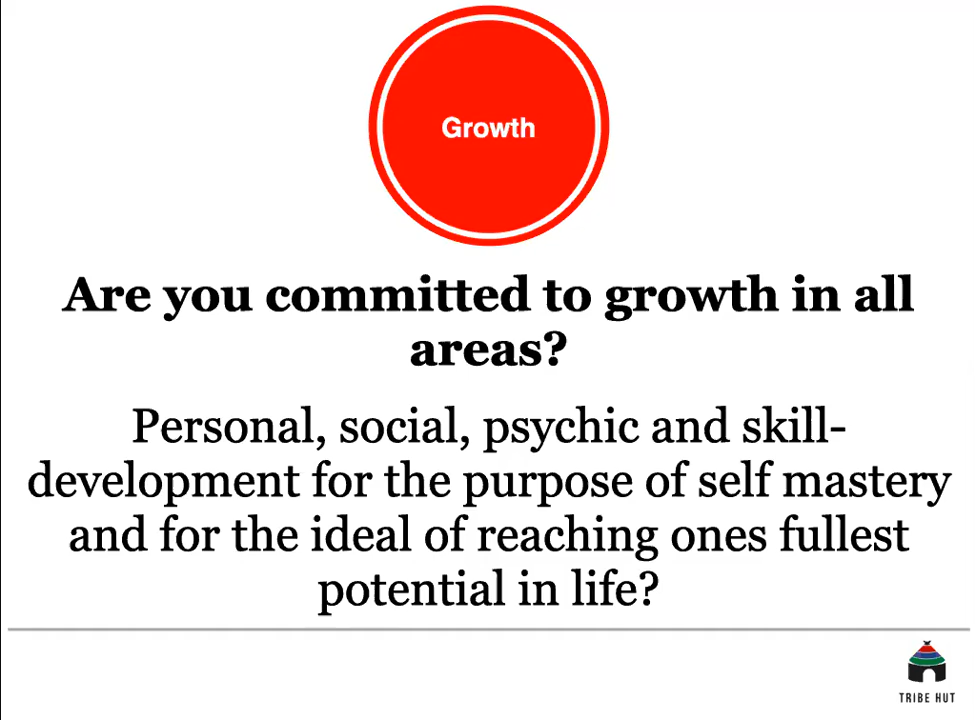 Growth
Are you committed to growth in all
areas?
Personal, social, psychic and skill-
development for the purpose of self mastery
and for the ideal of reaching ones fullest
potential in life?
TRIBE HUT